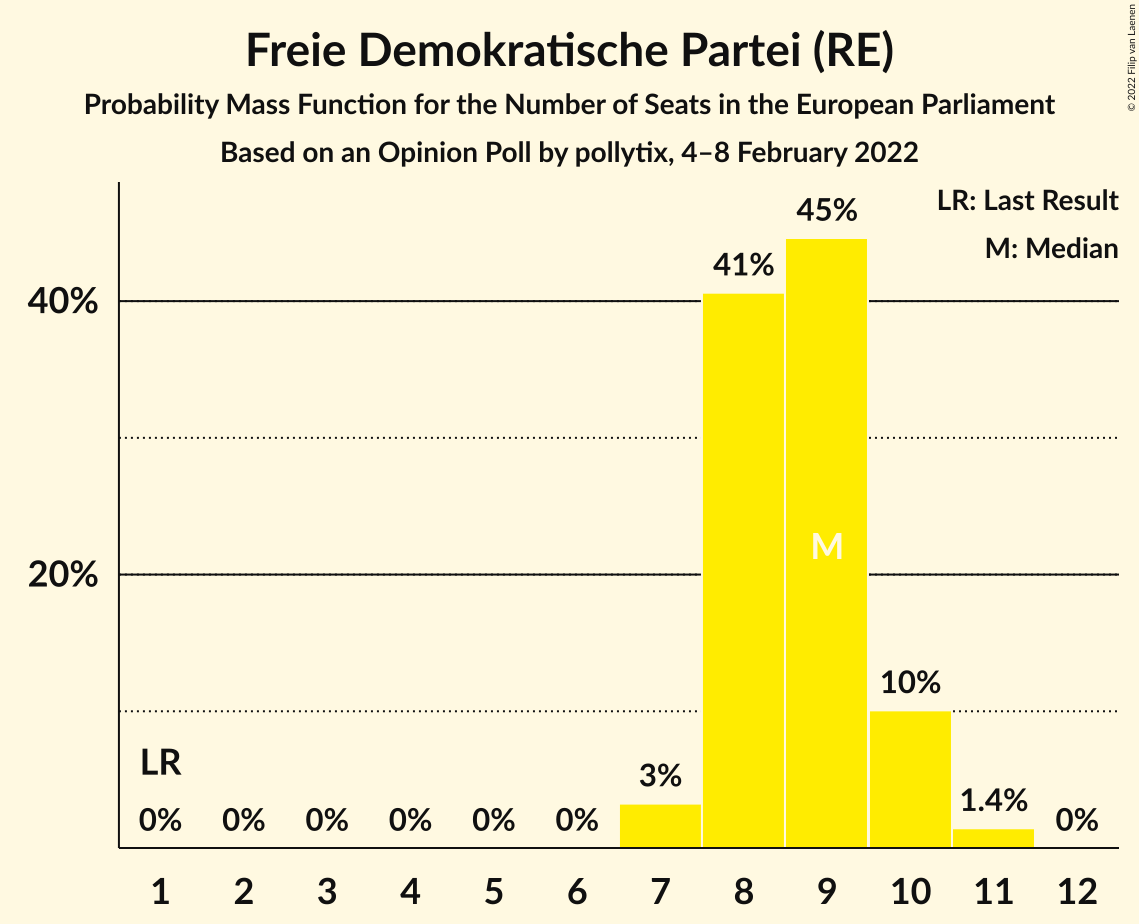 Freie Demokratische Partei (RE)
Probability Mass Function for the Number of Seats in the European Parliament
Based on an Opinion Poll by pollytix, 4–8 February 2022
© 2022 Filip van Laenen
LR: Last Result
M: Median
45%
41%
40%
M
20%
10%
LR
3%
1.4%
0% 0% 0% 0% 0% 0% 0%
1 2 3 4 5 6 7 8 9 10 11 12